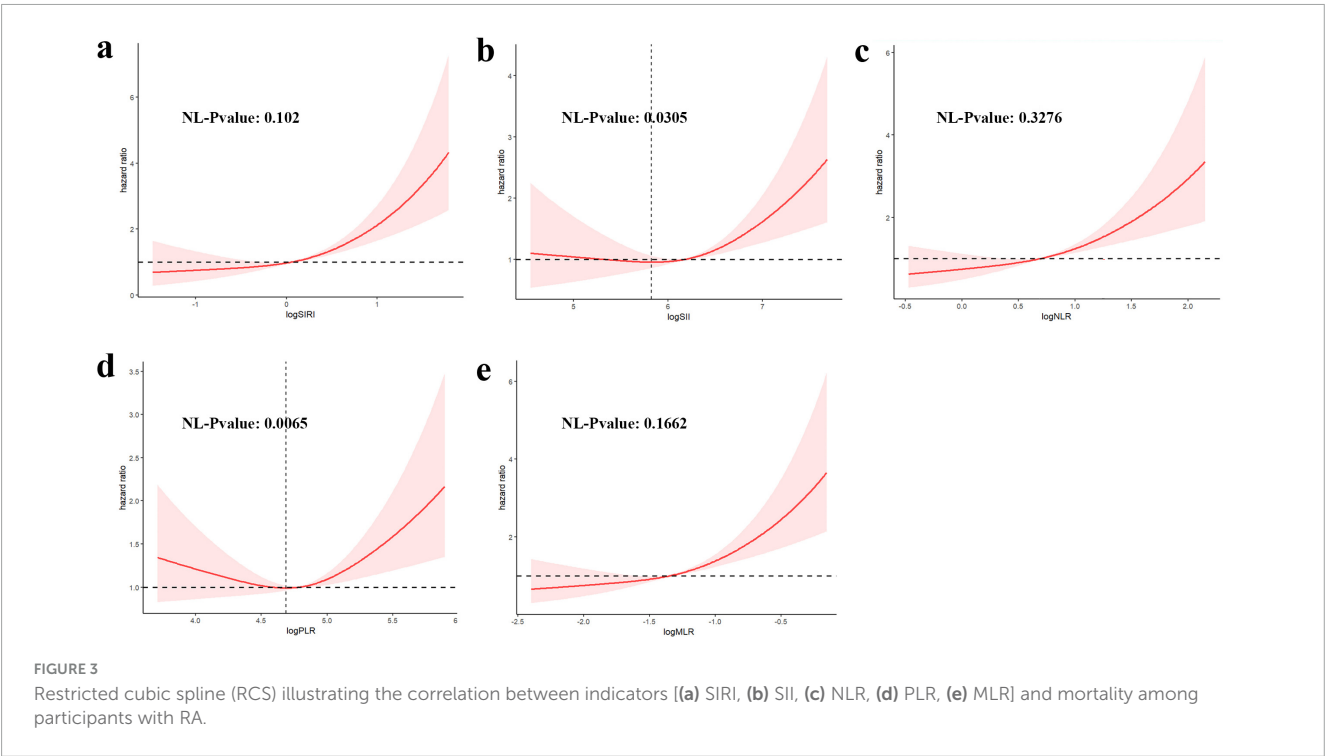 a
NL-Pvalue: 0.102
hazard ratio
6
4
2
0
-1
0
1
logSIRI
b
NL-Pvalue: 0.0305
hazard ratio
4
3
2
1
5
6
7
logSII
c
NL-Pvalue: 0.3276
hazard ratio
6
4
2
-0.5
0.0
0.5
1.0
1.5
2.0
logNLR
d
NL-Pvalue: 0.0065
hazard ratio
3.5
3.0
2.5
2.0
1.5
1.0
4.0
4.5
5.0
5.5
6
logPLR
e
NL-Pvalue: 0.1662
hazard ratio
6
4
2
-2.5
-2.0
-1.5
-1.0
-0.5
logMLR
FIGURE 3
Restricted cubic spline (RCS) illustrating the correlation between indicators [(a) SIRI, (b) SII, (c) NLR, (d) PLR, (e) MLR] and mortality among
participants with RA.